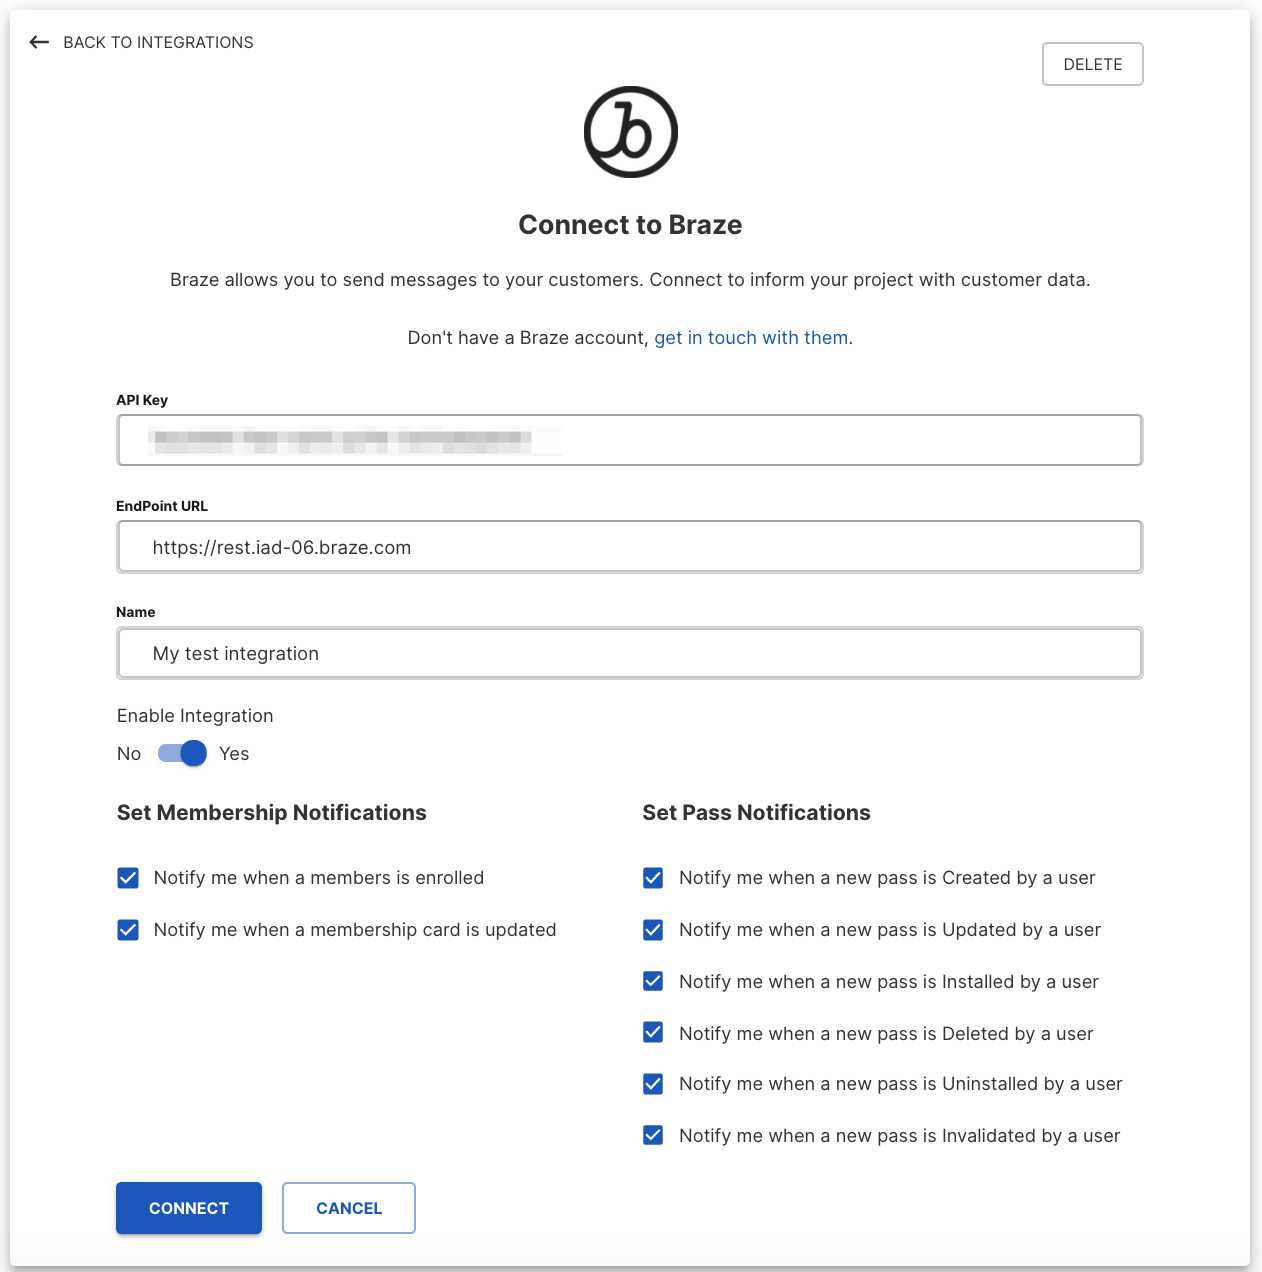 BACK TO INTEGRATIONS
DELETE
b
Connect to Braze
Braze allows you to send messages to your customers. Connect to inform your project with customer data.
Don't have a Braze account, get in touch with them.
API Key
EndPoint URL
https://rest.iad-06.braze.com
Name
My test integration
Enable Integration
No Yes
Set Membership Notifications
Notify me when a members is enrolled
Notify me when a membership card is updated
Set Pass Notifications
Notify me when a new pass is Created by a user
Notify me when a new pass is Updated by a user
Notify me when a new pass is Installed by a user
Notify me when a new pass is Deleted by a user
Notify me when a new pass is Uninstalled by a user
Notify me when a new pass is Invalidated by a user
CONNECT CANCEL